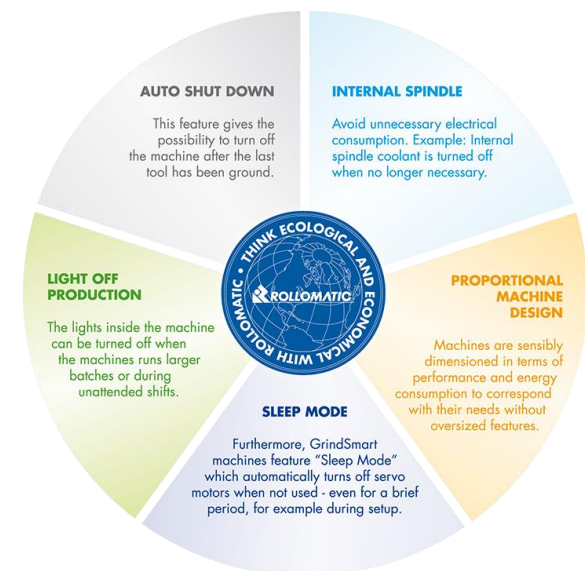 AUTO SHUT DOWN
This feature gives the
possibility to turn off
the machine after the last
tool has been ground.
INTERNAL SPINDLE
Avoid unnecessary electrical
consumption. Example: Internal
spindle coolant is turned off
when no longer necessary.
LIGHT OFF
PRODUCTION
The lights inside the machine
can be turned off when
the machines runs larger
batches or during
unattended shifts.
• THINK ECOLOGICAL AND ECONOMICAL WITH ROLLOMATIC
ROLLOMATIC
PROPORTIONAL
MACHINE
DESIGN
Machines are sensibly
dimensioned in terms of
performance and energy
consumption to correspond
with their needs without
oversized features.
SLEEP MODE
Furthermore, GrindSmart
machines feature “Sleep Mode”
which automatically turns off servo
motors when not used - even for a brief
period, for example during setup.